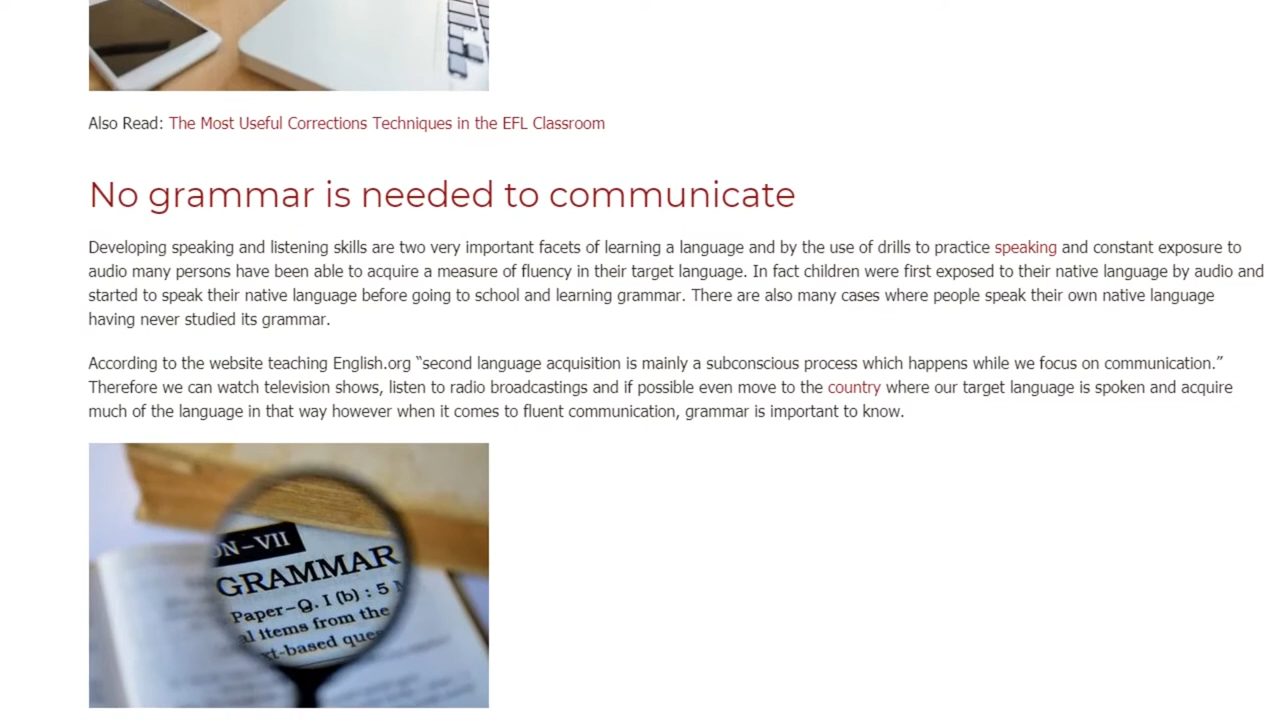 Also Read: The Most Useful Corrections Techniques in the EFL Classroom
No grammar is needed to communicate
Developing speaking and listening skills are two very important facets of learning a language and by the use of drills to practice speaking and constant exposure to
audio many persons have been able to acquire a measure of fluency in their target language. In fact children were first exposed to their native language by audio and
started to speak their native language before going to school and learning grammar. There are also many cases where people speak their own native language
having never studied its grammar.
According to the website teaching English.org “second language acquisition is mainly a subconscious process which happens while we focus on communication.”
Therefore we can watch television shows, listen to radio broadcastings and if possible even move to the country where our target language is spoken and acquire
much of the language in that way however when it comes to fluent communication, grammar is important to know.
ON-VII
GRAMMAR
Paper-Q. I (b) : 5
al items from the
xt-based que